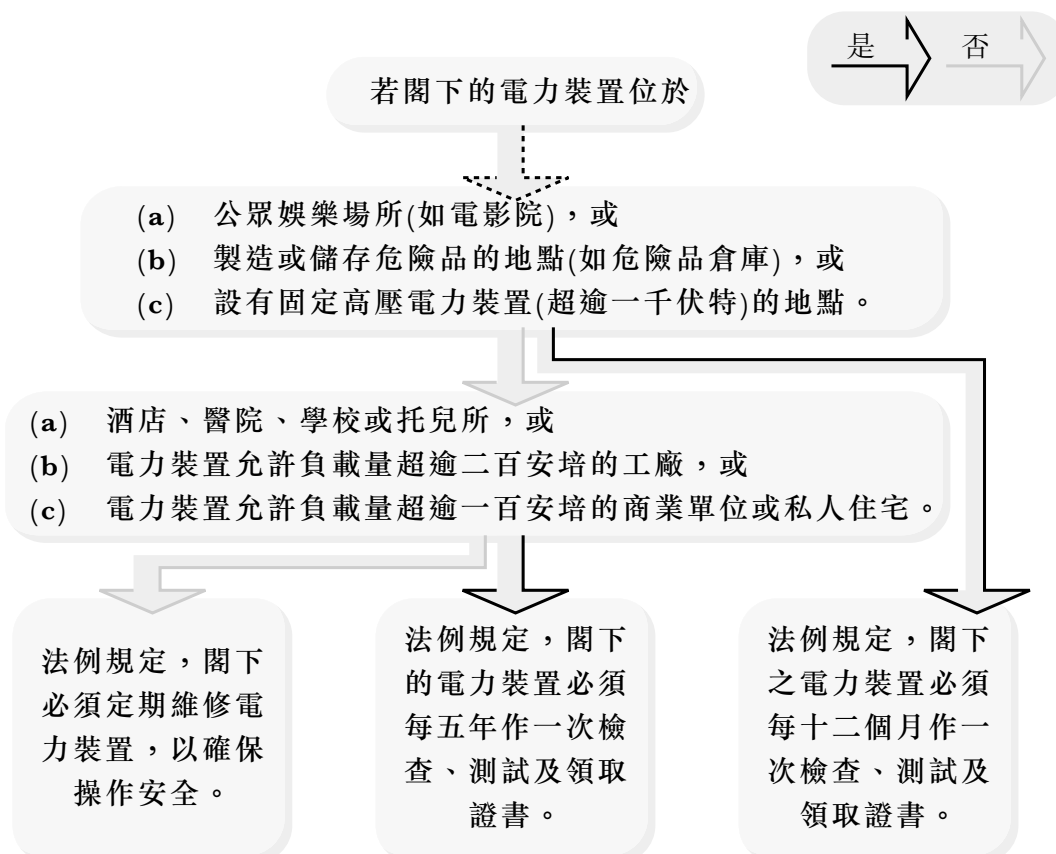 是 否
若閣下的電力裝置位於
(a) 公眾娛樂場所(如電影院)，或
(b) 製造或儲存危險品的地點(如危險品倉庫)，或
(c) 設有固定高壓電力裝置(超逾一千伏特)的地點。
(a) 酒店、醫院、學校或托兒所，或
(b) 電力裝置允許負載量超逾二百安培的工廠，或
(c) 電力裝置允許負載量超逾一百安培的商業單位或私人住宅。
法例規定，閣下
必須定期維修電
力裝置，以確保
操作安全。
法例規定，閣下
的電力裝置必須
每五年作一次檢
查、測試及領取
證書。
法例規定，閣下
之電力裝置必須
每十二個月作一
次檢查、測試及
領取證書。